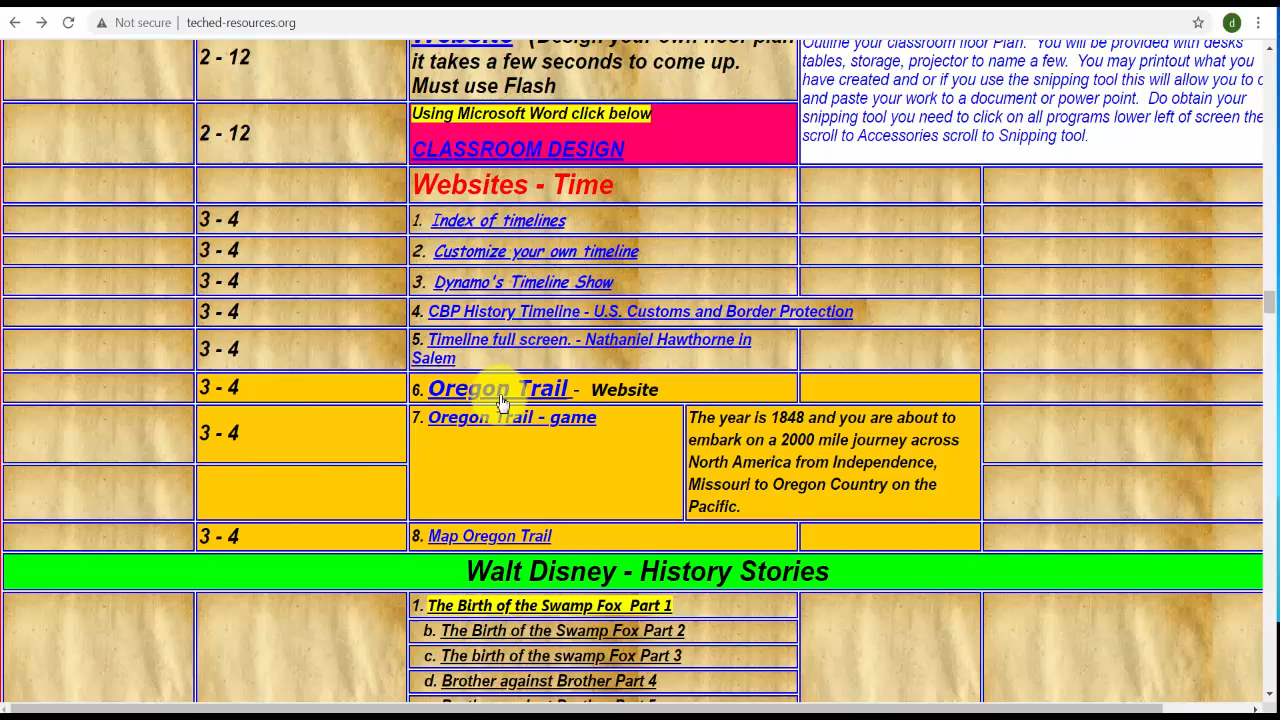 Not secure | teched-resources.org
d
Website (Design your own floor plan
it takes a few seconds to come up.
Must use Flash
2 - 12
Outline your classroom floor Plan. You will be provided with desks
tables, storage, projector to name a few. You may printout what you
have created and or if you use the snipping tool this will allow you to c
and paste your work to a document or power point. Do obtain your
snipping tool you need to click on all programs lower left of screen the
scroll to Accessories scroll to Snipping tool.
2 - 12
Using Microsoft Word click below
CLASSROOM DESIGN
Websites - Time
3 - 4
1. Index of timelines
3 - 4
2. Customize your own timeline
3 - 4
3. Dynamo's Timeline Show
3 - 4
4. CBP History TImeline - U.S. Customs and Border Protection
3 - 4
5. Timeline full screen. - Nathaniel Hawthorne in
Salem
3 - 4
6. Oregon Trail - Website
3 - 4
7. Oregon Trail - game
The year is 1848 and you are about to
embark on a 2000 mile journey across
North America from Independence,
Missouri to Oregon Country on the
Pacific.
3 - 4
8. Map Oregon Trail
Walt Disney - History Stories
1. The Birth of the Swamp Fox Part 1
b. The Birth of the Swamp Fox Part 2
c. The birth of the swamp Fox Part 3
d. Brother against Brother Part 4